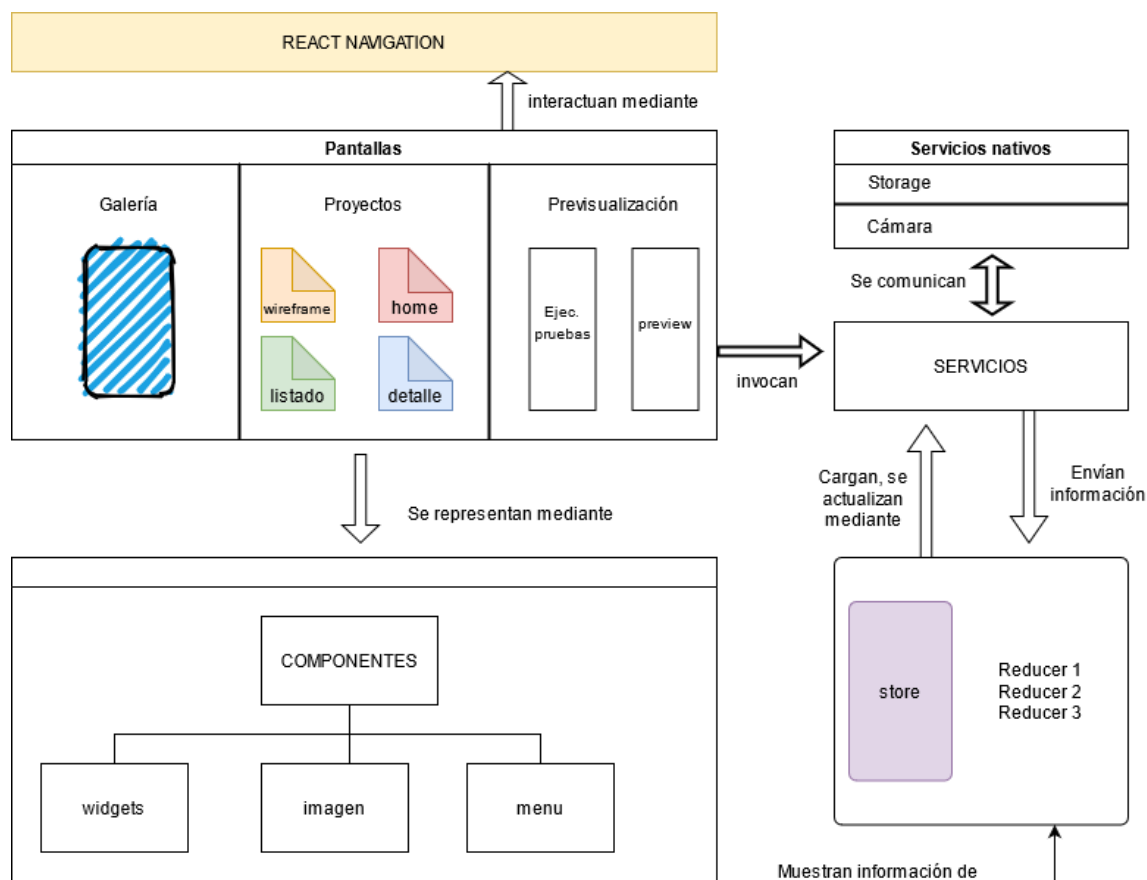 REACT NAVIGATION
interactuan mediante
Pantallas
Galería
Proyectos
Previsualización
wireframe
home
listado
detalle
Ejec.
pruebas
preview
Servicios nativos
Storage
Cámara
Se comunican
invocan
SERVICIOS
Cargan, se
actualizan
mediante
Envían
información
Se representan mediante
COMPONENTES
widgets
imagen
menu
store
Reducer 1
Reducer 2
Reducer 3
Muestran información de